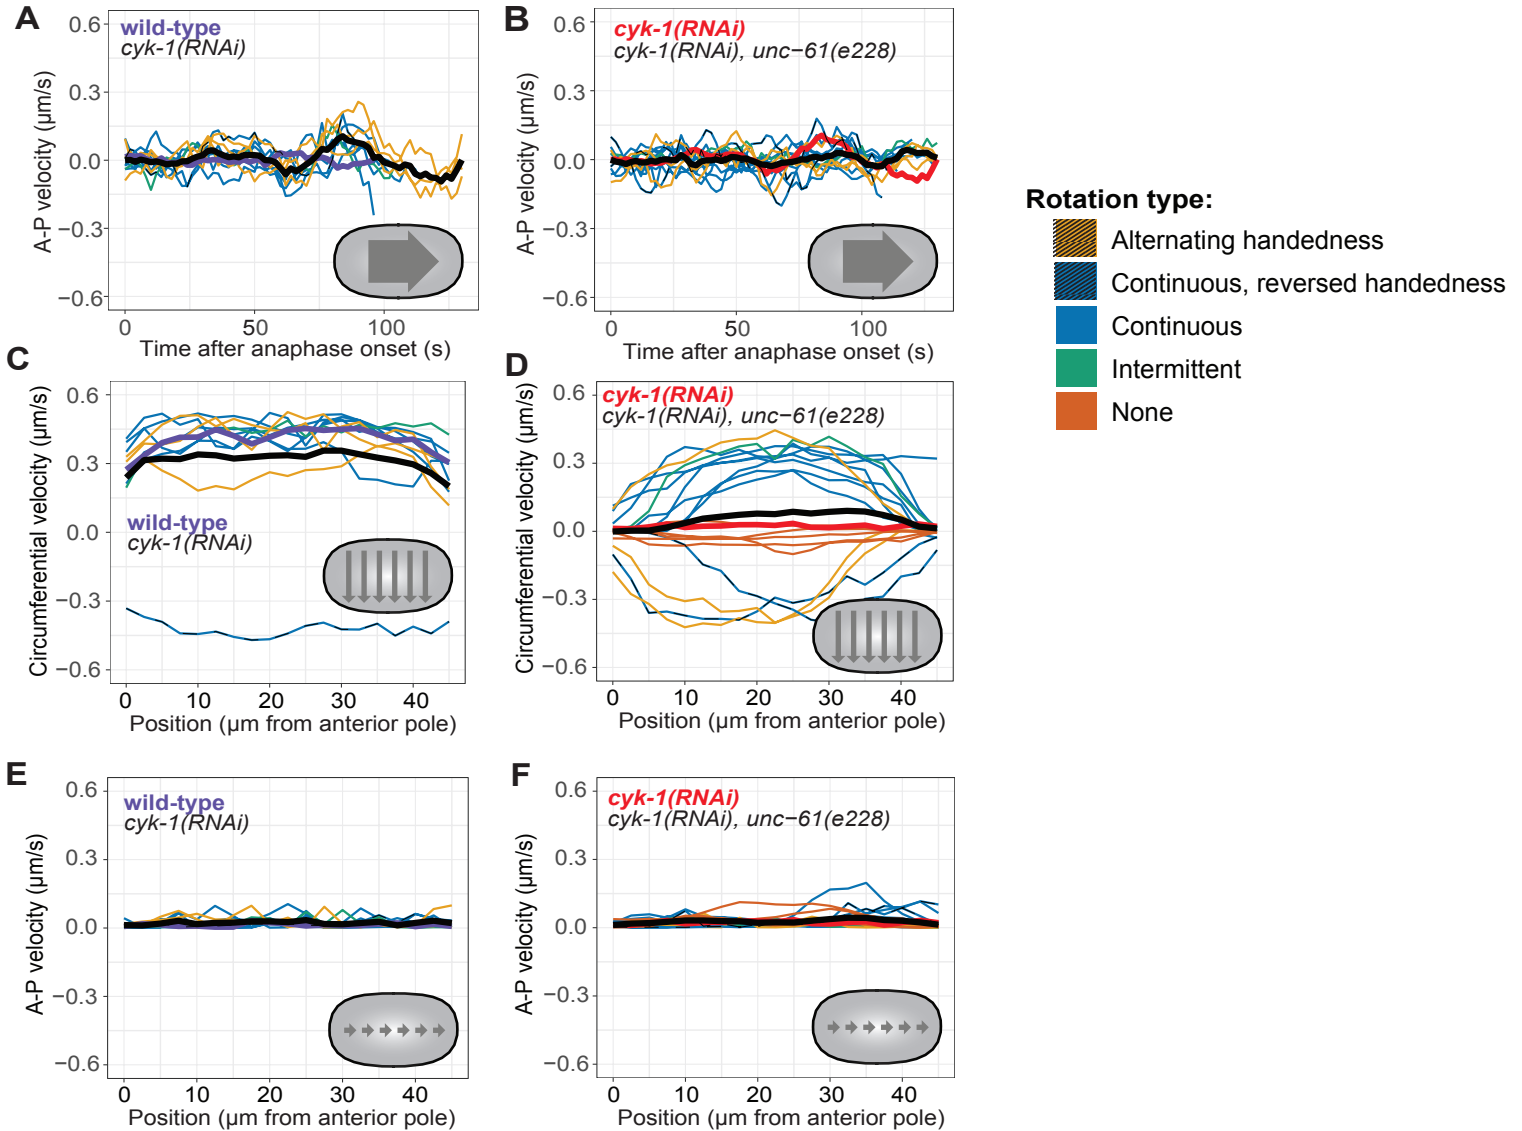 A
wild-type
cyk-1(RNAi)
A-P velocity (µm/s)
0.6
0.3
0.0
−0.3
−0.6
0
50
100
Time after anaphase onset (s)
B
cyk-1(RNAi)
cyk-1(RNAi), unc−61(e228)
A-P velocity (µm/s)
0.6
0.3
0.0
−0.3
−0.6
0
50
100
Time after anaphase onset (s)
Rotation type:
Alternating handedness
Continuous, reversed handedness
Continuous
Intermittent
None
C
Circumferential velocity (µm/s)
0.6
0.3
0.0
−0.3
−0.6
wild-type
cyk-1(RNAi)
0
10
20
30
40
Position (µm from anterior pole)
D
cyk-1(RNAi)
cyk-1(RNAi), unc-61(e228)
Circumferential velocity (µm/s)
0.6
0.3
0.0
−0.3
−0.6
0
10
20
30
40
Position (µm from anterior pole)
E
wild-type
cyk-1(RNAi)
A-P velocity (µm/s)
0.6
0.3
0.0
−0.3
−0.6
0
10
20
30
40
Position (µm from anterior pole)
F
cyk-1(RNAi)
cyk-1(RNAi), unc-61(e228)
A-P velocity (µm/s)
0.6
0.3
0.0
−0.3
−0.6
0
10
20
30
40
Position (µm from anterior pole)